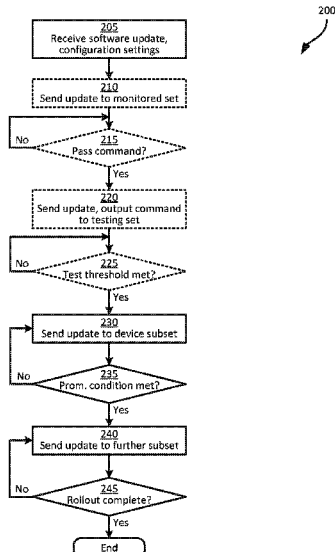 200
205
Receive software update,
configuration settings
210
Send update to monitored set
No
215
Pass command?
Yes
220
Send update, output command
to testing set
No
225
Test threshold met?
Yes
230
Send update to device subset
No
235
Prom. condition met?
Yes
240
Send update to further subset
No
245
Rollout complete?
Yes
End